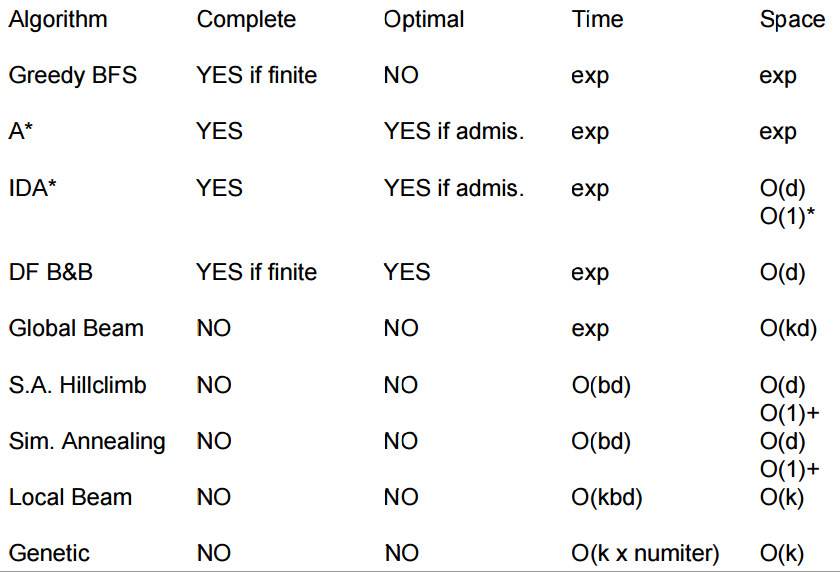 Algorithm Complete Optimal Time Space
Greedy BFS YES if finite NO exp exp
A* YES YES if admis. exp exp
IDA* YES YES if admis. exp O(d)
O(1)*
DF B&B YES if finite YES exp O(d)
Global Beam NO NO exp O(kd)
S.A. Hillclimb NO NO O(bd) O(d)
O(1)+
Sim. Annealing NO NO O(bd) O(d)
O(1)+
Local Beam NO NO O(kbd) O(k)
Genetic NO NO O(k x numiter) O(k)